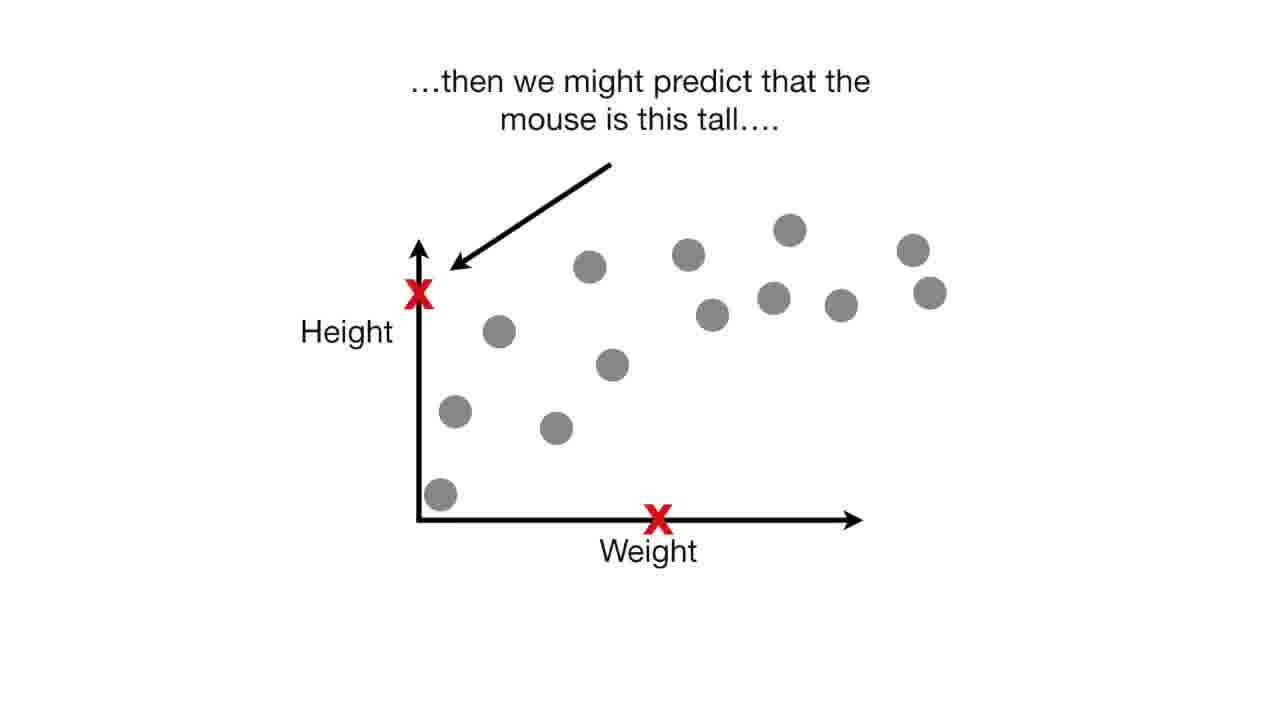 …then we might predict that the
mouse is this tall….
X
Height
X
Weight